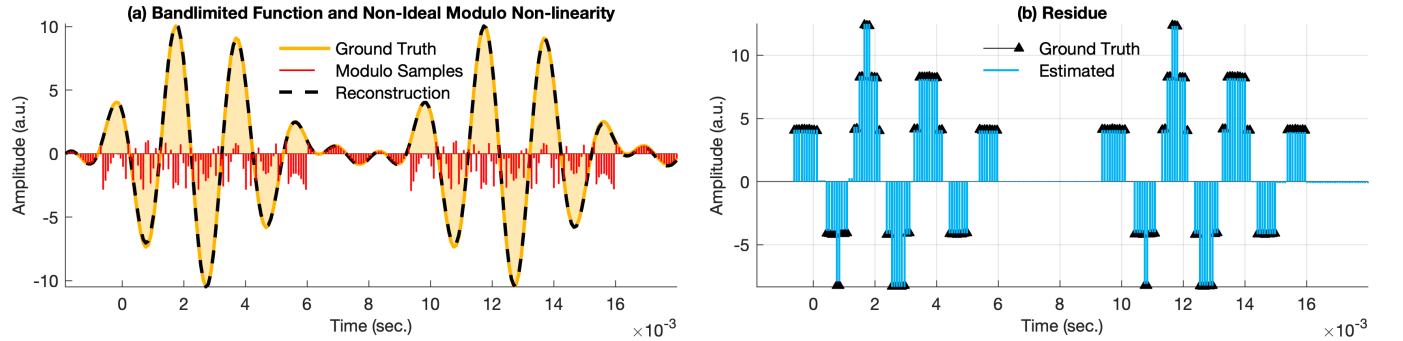 (a) Bandlimited Function and Non-Ideal Modulo Non-linearity
Ground Truth
Modulo Samples
Reconstruction
Amplitude (a.u.)
10
5
0
-5
-10
0 2 4 6 8 10 12 14 16
Time (sec.)
×10⁻³
(b) Residue
Ground Truth
Estimated
Amplitude (a.u.)
10
5
0
-5
0 2 4 6 8 10 12 14 16
Time (sec.)
×10⁻³